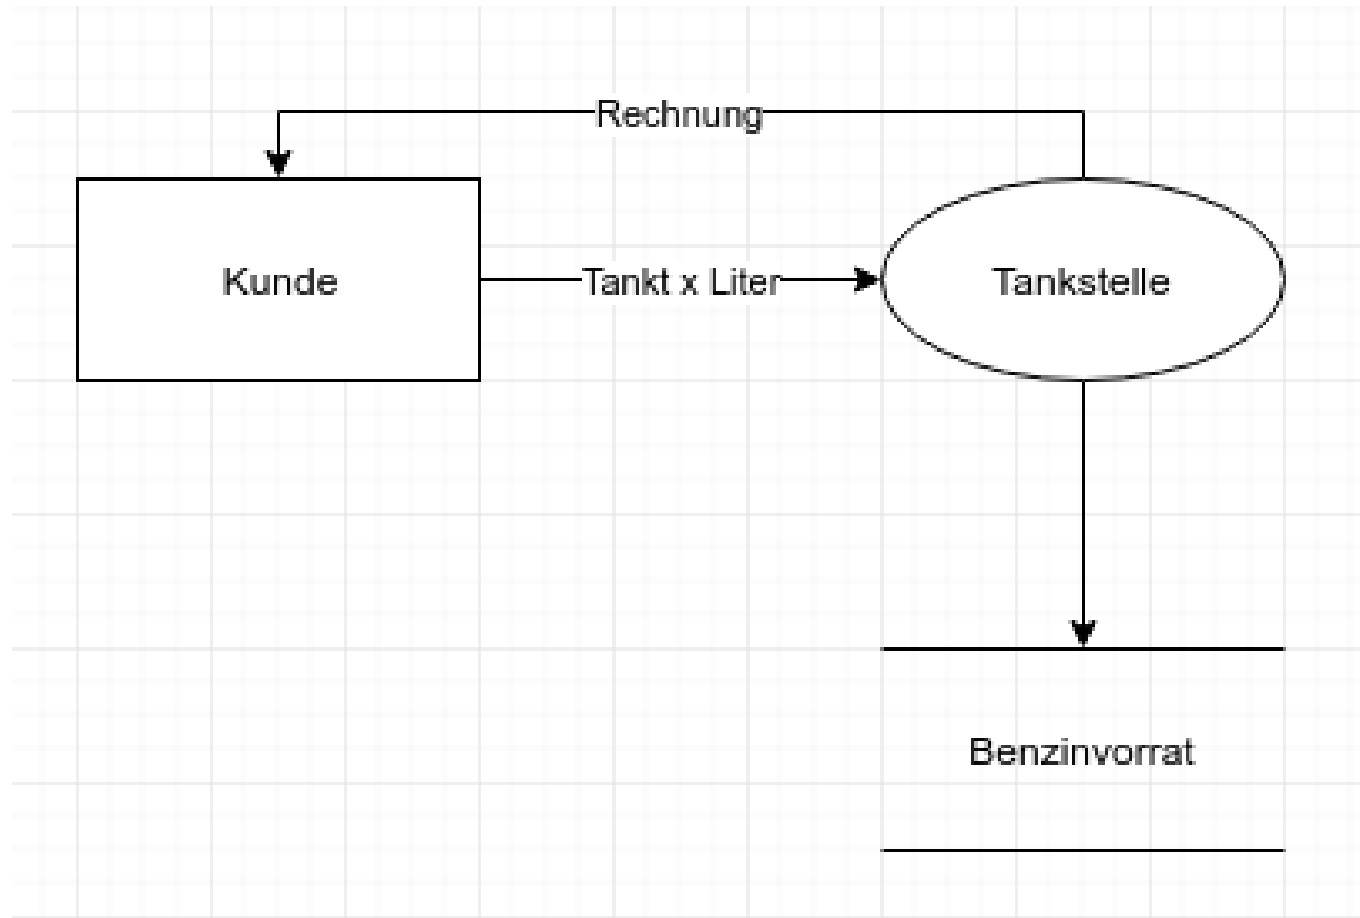 Rechnung
Kunde
Tankt x Liter
Tankstelle
Benzinvorrat